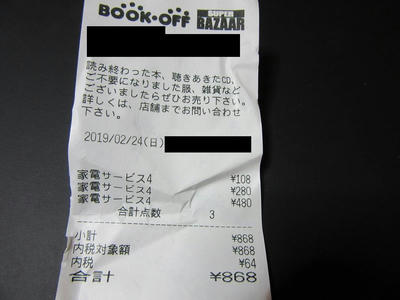 BOOK・OFF SUPER BAZAAR
読み終わった本、聴きあきたCD、
ご不要になりました服、雑貨など
ございましたらぜひお売り下さい。
詳しくは、店舗までお問い合わせ
下さい。
2019/02/24(日)
家電サービス4 ¥108
家電サービス4 ¥280
家電サービス4 ¥480
合計点数 3
小計 ¥868
内税対象額 ¥868
内税 ¥64
合計 ¥868